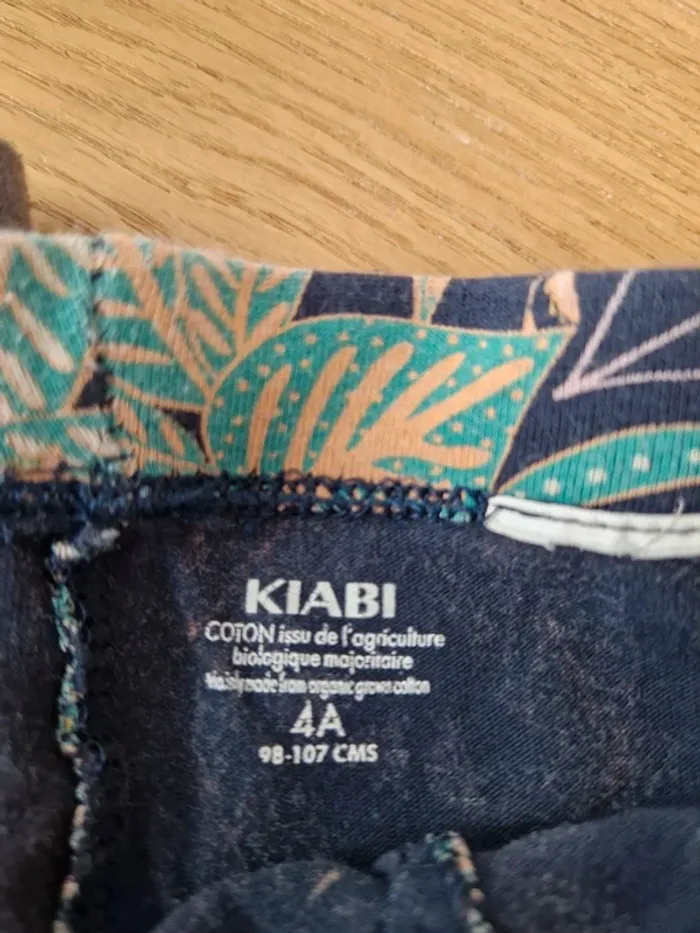 KIABI
COTON issu de l'agriculture
biologique majoritaire
Mainly made from organic grown cotton
4A
98-107 CMS